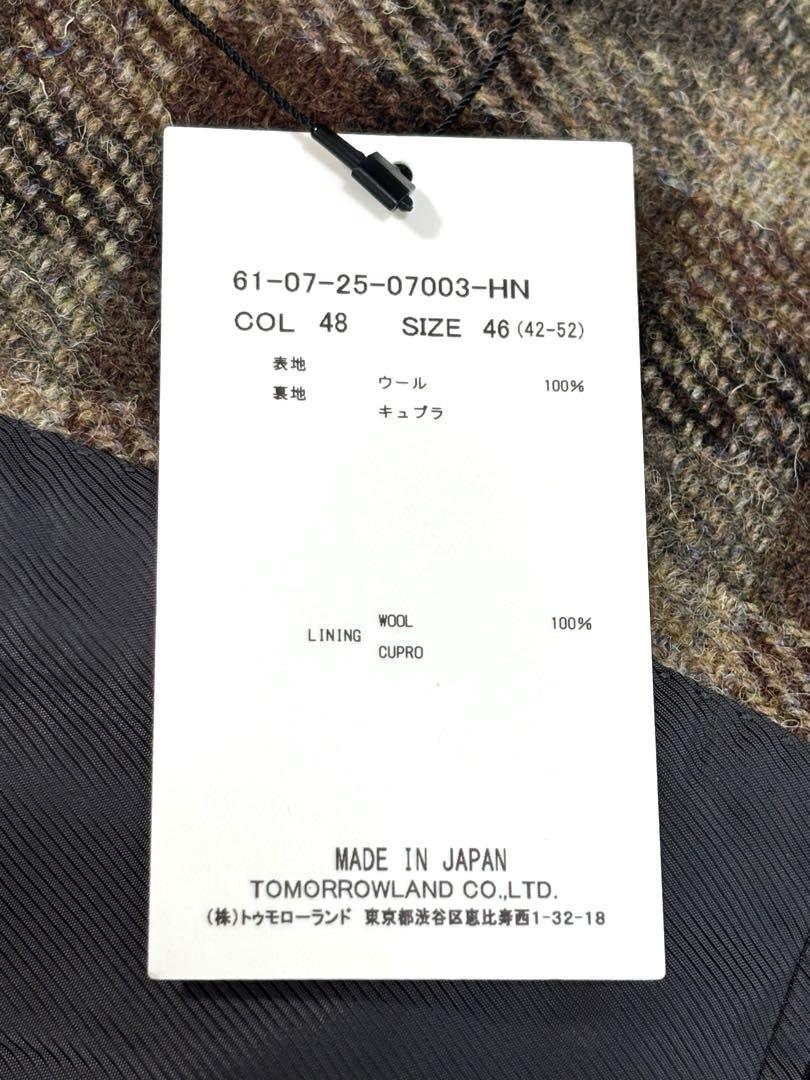 61-07-25-07003-HN
COL 48 SIZE 46 (42-52)
表地
ウール 100%
裏地
キュプラ
WOOL 100%
LINING
CUPRO
MADE IN JAPAN
TOMORROWLAND CO.,LTD.
(株)トゥモローランド 東京都渋谷区恵比寿西1-32-18